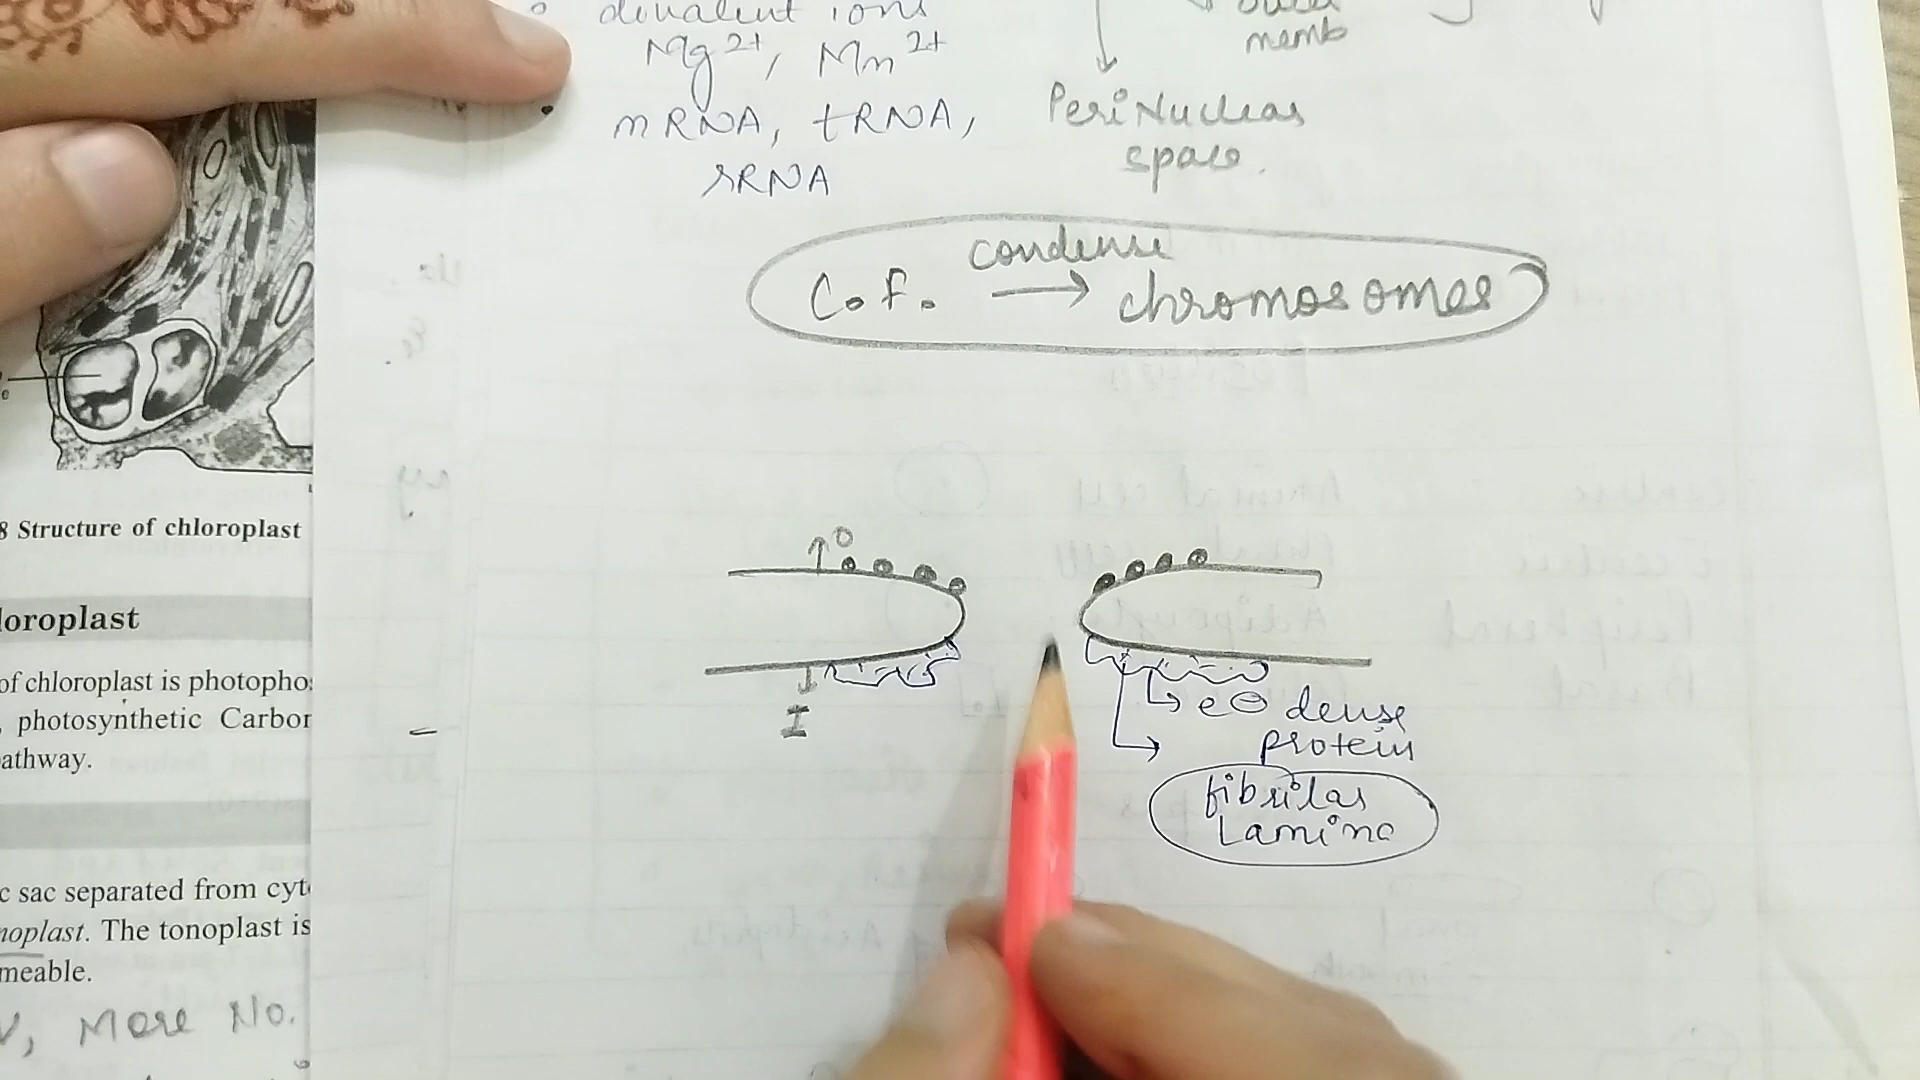 divalent ions
Mg2+, Mn2+
mRNA, tRNA,
rRNA
outer
memb
PeriNuclear
space.
condense
C.F. → chromosomes
O
I
e⊖ dense
protein
fibrilar
Lamina
8 Structure of chloroplast
loroplast
of chloroplast is photopho
, photosynthetic Carbon
athway.
c sac separated from cyt
noplast. The tonoplast is
meable.
, More No.